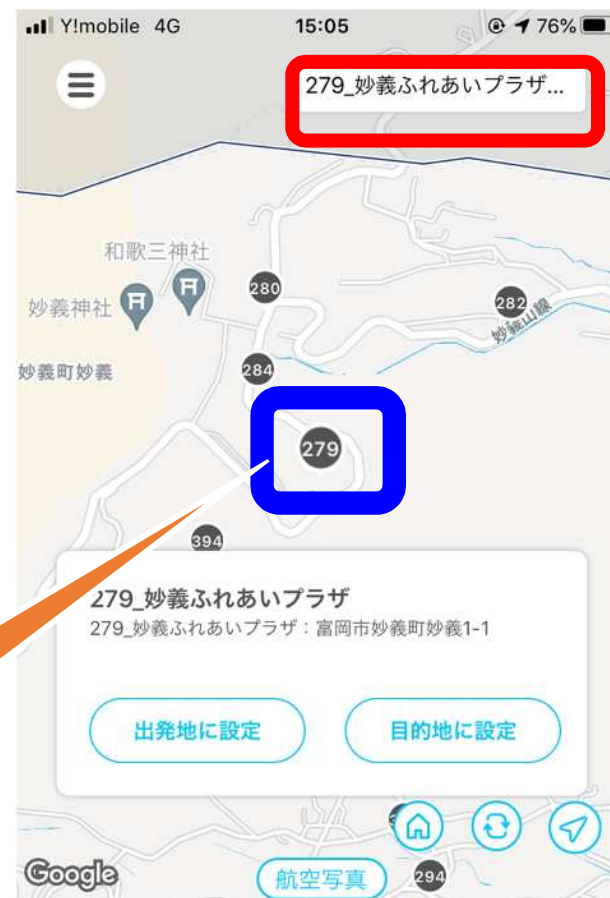 Y!mobile 4G 15:05 76%
279_妙義ふれあいプラザ...
和歌三神社
280
妙義神社
282
妙義山線
妙義町妙義
284
279
394
279_妙義ふれあいプラザ
279_妙義ふれあいプラザ：富岡市妙義町妙義1-1
出発地に設定 目的地に設定
Google
航空写真
294